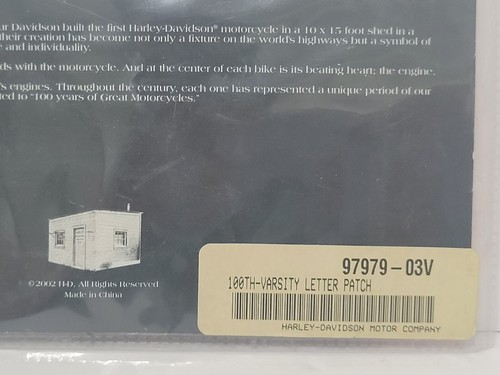 ur Davidson built the first Harley-Davidson® motorcycle in a 10 x 15 foot shed in a
their creation has become not only a fixture on the world's highways but a symbol of
e and individuality.
ds with the motorcycle. And at the center of each bike is its beating heart; the engine.
's engines. Throughout the century, each one has represented a unique period of our
ted to "100 years of Great Motorcycles."
©2002 H-D. All Rights Reserved
Made in China
97979-03V
100TH-VARSITY LETTER PATCH
HARLEY-DAVIDSON MOTOR COMPANY